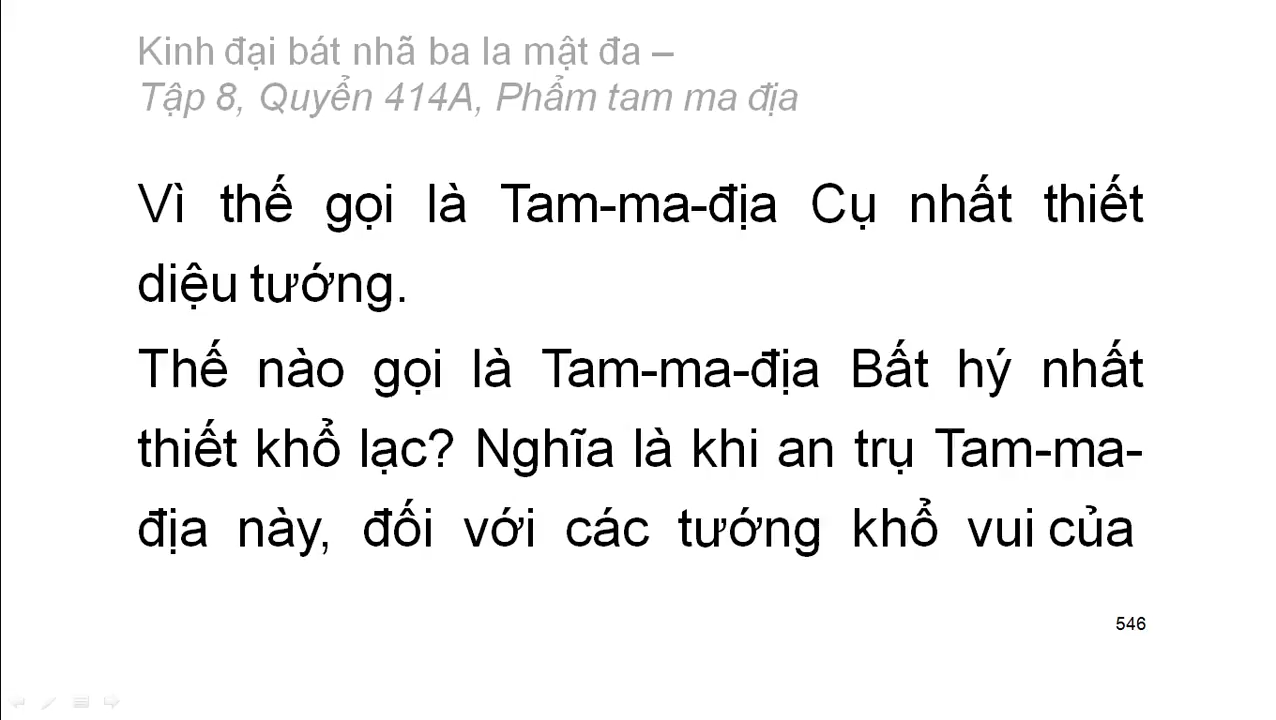 Kinh đại bát nhã ba la mật đa –
Tập 8, Quyển 414A, Phẩm tam ma địa
Vì thế gọi là Tam-ma-địa Cụ nhất thiết
diệu tướng.
Thế nào gọi là Tam-ma-địa Bất hý nhất
thiết khổ lạc? Nghĩa là khi an trụ Tam-ma-
địa này, đối với các tướng khổ vui của
546